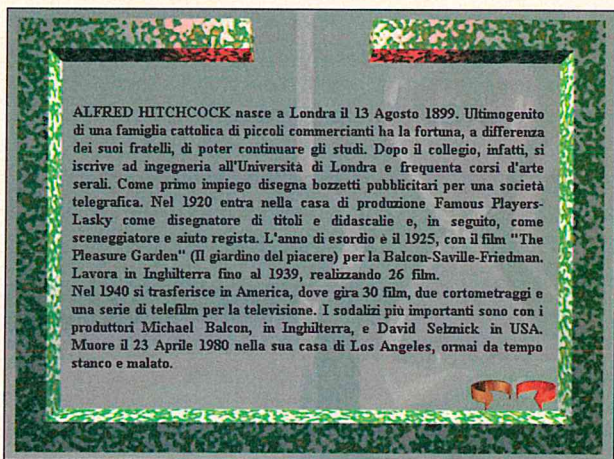 ALFRED HITCHCOCK nasce a Londra il 13 Agosto 1899. Ultimogenito
di una famiglia cattolica di piccoli commercianti ha la fortuna, a differenza
dei suoi fratelli, di poter continuare gli studi. Dopo il collegio, infatti, si
iscrive ad ingegneria all'Università di Londra e frequenta corsi d'arte
serali. Come primo impiego disegna bozzetti pubblicitari per una società
telegrafica. Nel 1920 entra nella casa di produzione Famous Players-
Lasky come disegnatore di titoli e didascalie e, in seguito, come
sceneggiatore e aiuto regista. L'anno di esordio è il 1925, con il film "The
Pleasure Garden" (Il giardino del piacere) per la Balcon-Saville-Friedman.
Lavora in Inghilterra fino al 1939, realizzando 26 film.
Nel 1940 si trasferisce in America, dove gira 30 film, due cortometraggi e
una serie di telefilm per la televisione. I sodalizi più importanti sono con i
produttori Michael Balcon, in Inghilterra, e David Selznick in USA.
Muore il 23 Aprile 1980 nella sua casa di Los Angeles, ormai da tempo
stanco e malato.